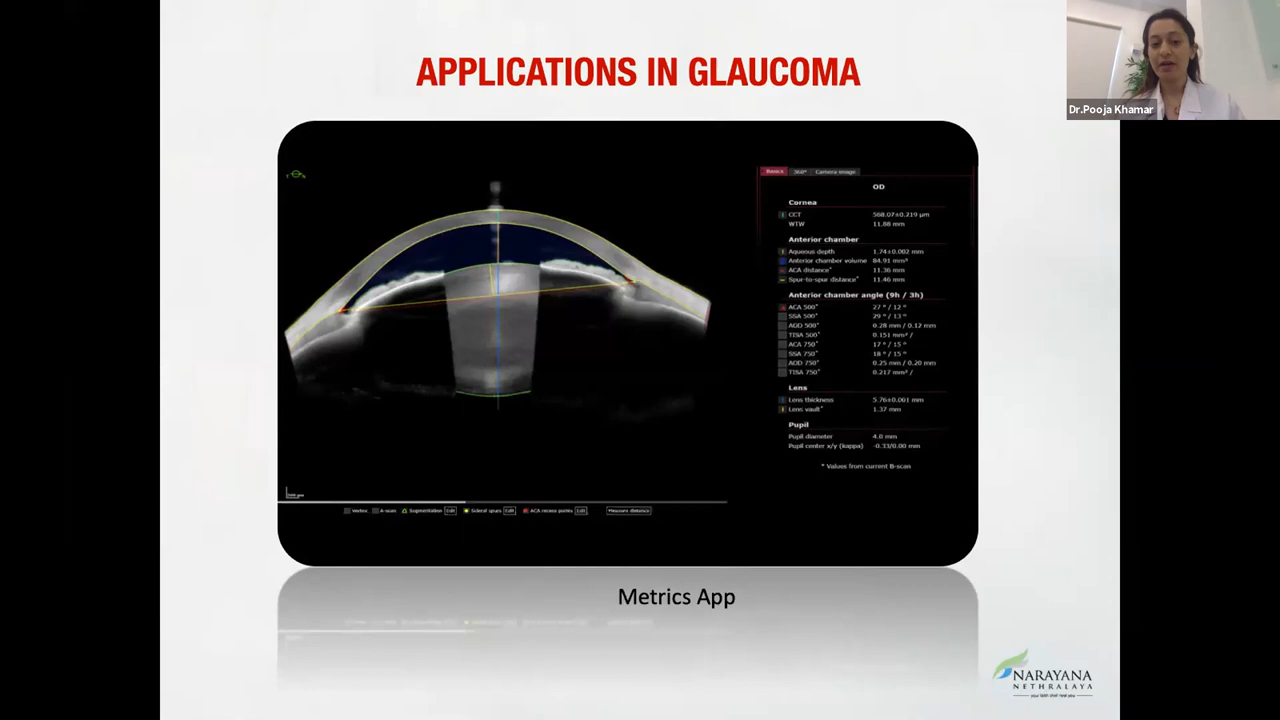 APPLICATIONS IN GLAUCOMA
Dr.Pooja Khamar
Basics 360° Camera image
OD
Cornea
CCT 568.07±0.219 µm
WTW 11.88 mm
Anterior chamber
Aqueous depth 1.74±0.002 mm
Anterior chamber volume 84.91 mm³
ACA distance* 11.36 mm
Spur-to-spur distance* 11.46 mm
Anterior chamber angle (9h / 3h)
ACA 500* 27 ° / 12 °
SSA 500* 29 ° / 13 °
AOD 500* 0.28 mm / 0.12 mm
TISA 500* 0.151 mm² /
ACA 750* 17 ° / 15 °
SSA 750* 18 ° / 15 °
AOD 750* 0.25 mm / 0.20 mm
TISA 750* 0.217 mm² /
Lens
Lens thickness 5.76±0.001 mm
Lens vault* 1.37 mm
Pupil
Pupil diameter 4.0 mm
Pupil center x/y (kappa) -0.33/0.00 mm
* Values from current B-scan
Vertex A-scan Segmentation Edit Scleral spurs Edit ACA recess points Edit Measure distance
Metrics App
NARAYANA
NETHRALAYA